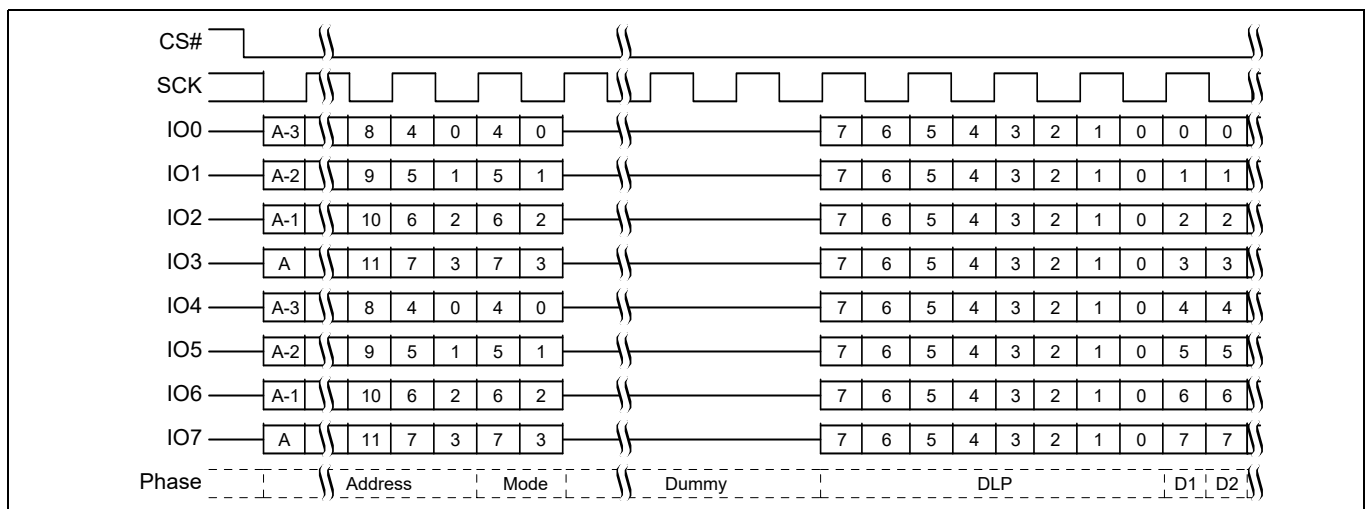 CS#
SCK
IO0 A-3 8 4 0 4 0 7 6 5 4 3 2 1 0 0 0
IO1 A-2 9 5 1 5 1 7 6 5 4 3 2 1 0 1 1
IO2 A-1 10 6 2 6 2 7 6 5 4 3 2 1 0 2 2
IO3 A 11 7 3 7 3 7 6 5 4 3 2 1 0 3 3
IO4 A-3 8 4 0 4 0 7 6 5 4 3 2 1 0 4 4
IO5 A-2 9 5 1 5 1 7 6 5 4 3 2 1 0 5 5
IO6 A-1 10 6 2 6 2 7 6 5 4 3 2 1 0 6 6
IO7 A 11 7 3 7 3 7 6 5 4 3 2 1 0 7 7
Phase Address Mode Dummy DLP D1 D2